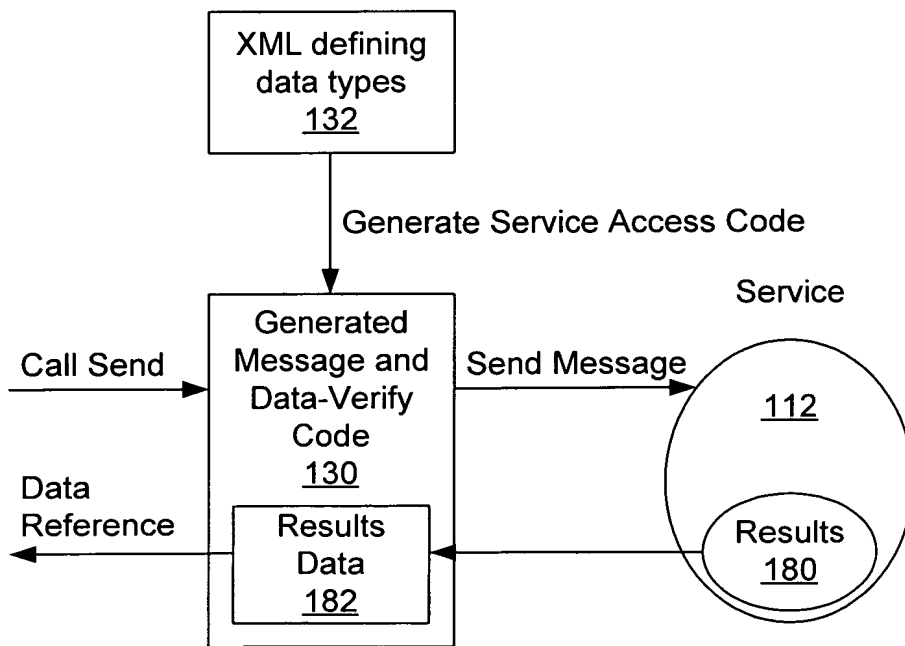 XML defining
data types
132
Generate Service Access Code
Service
Generated
Message and
Data-Verify
Code
130
Call Send
Send Message
112
Data
Reference
Results
Data
182
Results
180